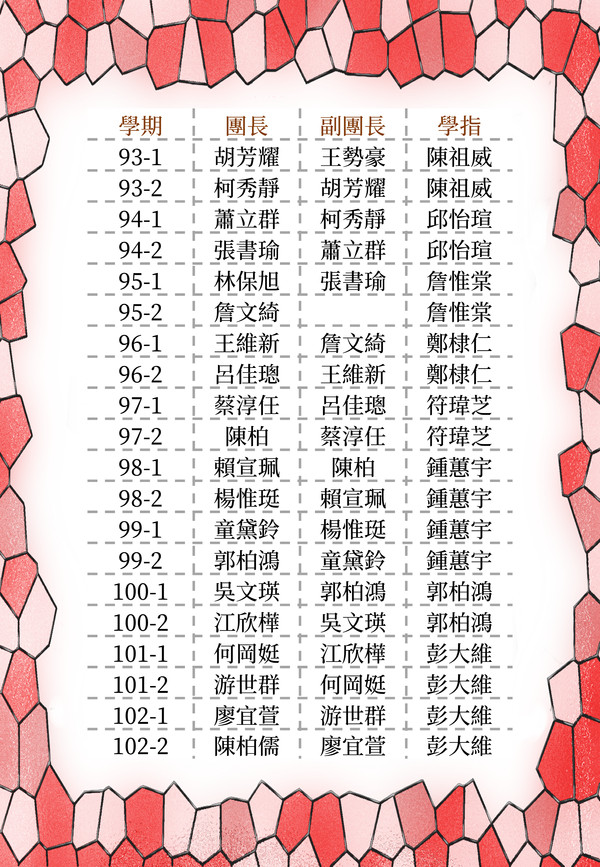 學期 團長 副團長 學指
93-1 胡芳耀 王勢豪 陳祖威
93-2 柯秀靜 胡芳耀 陳祖威
94-1 蕭立群 柯秀靜 邱怡瑄
94-2 張書瑜 蕭立群 邱怡瑄
95-1 林保旭 張書瑜 詹惟棠
95-2 詹文綺 詹惟棠
96-1 王維新 詹文綺 鄭棣仁
96-2 呂佳璁 王維新 鄭棣仁
97-1 蔡淳任 呂佳璁 符瑋芝
97-2 陳柏 蔡淳任 符瑋芝
98-1 賴宣珮 陳柏 鍾蕙宇
98-2 楊惟珽 賴宣珮 鍾蕙宇
99-1 童黛鈴 楊惟珽 鍾蕙宇
99-2 郭柏鴻 童黛鈴 鍾蕙宇
100-1 吳文瑛 郭柏鴻 郭柏鴻
100-2 江欣樺 吳文瑛 郭柏鴻
101-1 何岡娗 江欣樺 彭大維
101-2 游世群 何岡娗 彭大維
102-1 廖宜萱 游世群 彭大維
102-2 陳柏儒 廖宜萱 彭大維